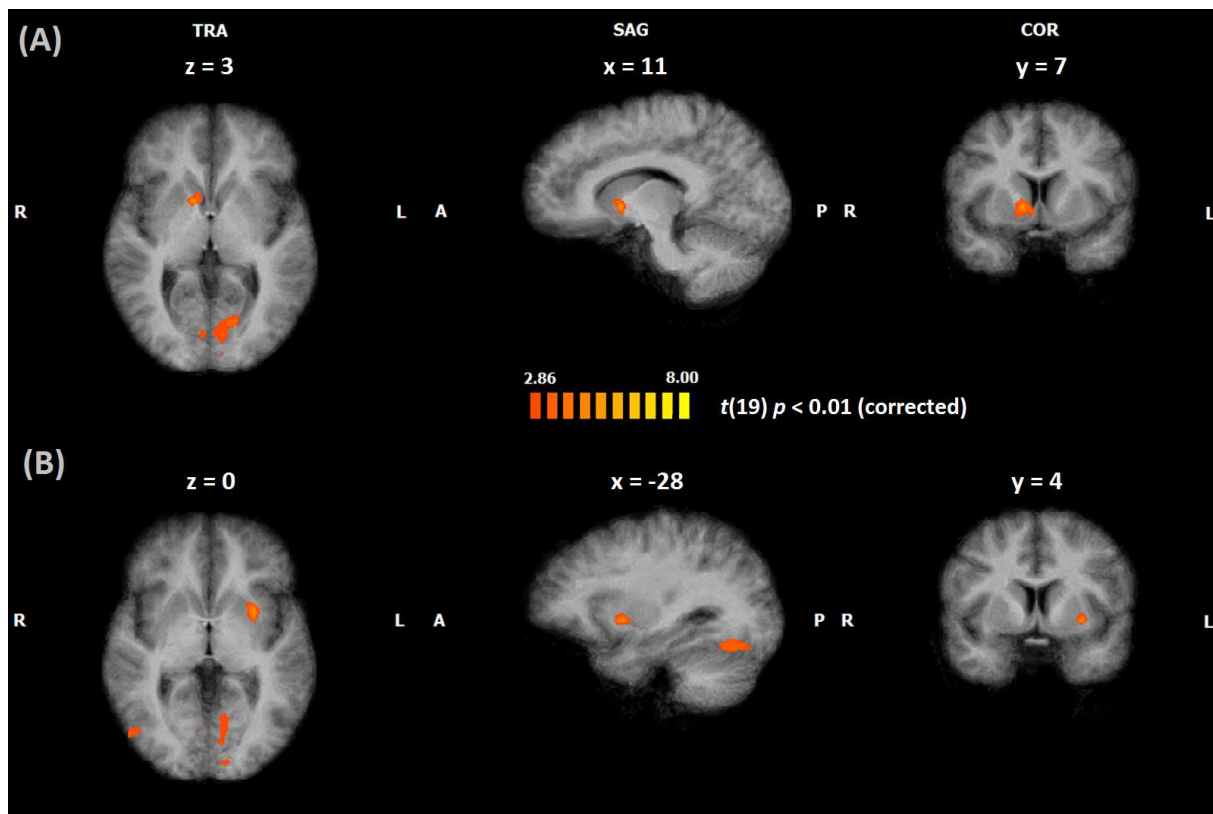 (A)
TRA SAG COR
z = 3 x = 11 y = 7
R L A P R L
2.86 8.00
t(19) p < 0.01 (corrected)
(B)
z = 0 x = -28 y = 4
R L A P R L